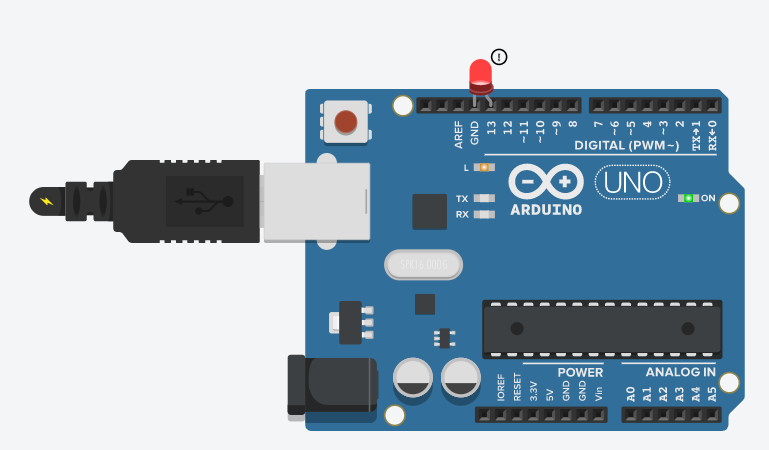 !
AREF
GND
13
12
~11
~10
~9
8
7
~6
~5
4
~3
2
TX→1
RX←0
DIGITAL (PWM~)
L
TX
RX
ARDUINO
UNO
ON
POWER
ANALOG IN
IOREF
RESET
3.3V
5V
GND
GND
Vin
A0
A1
A2
A3
A4
A5